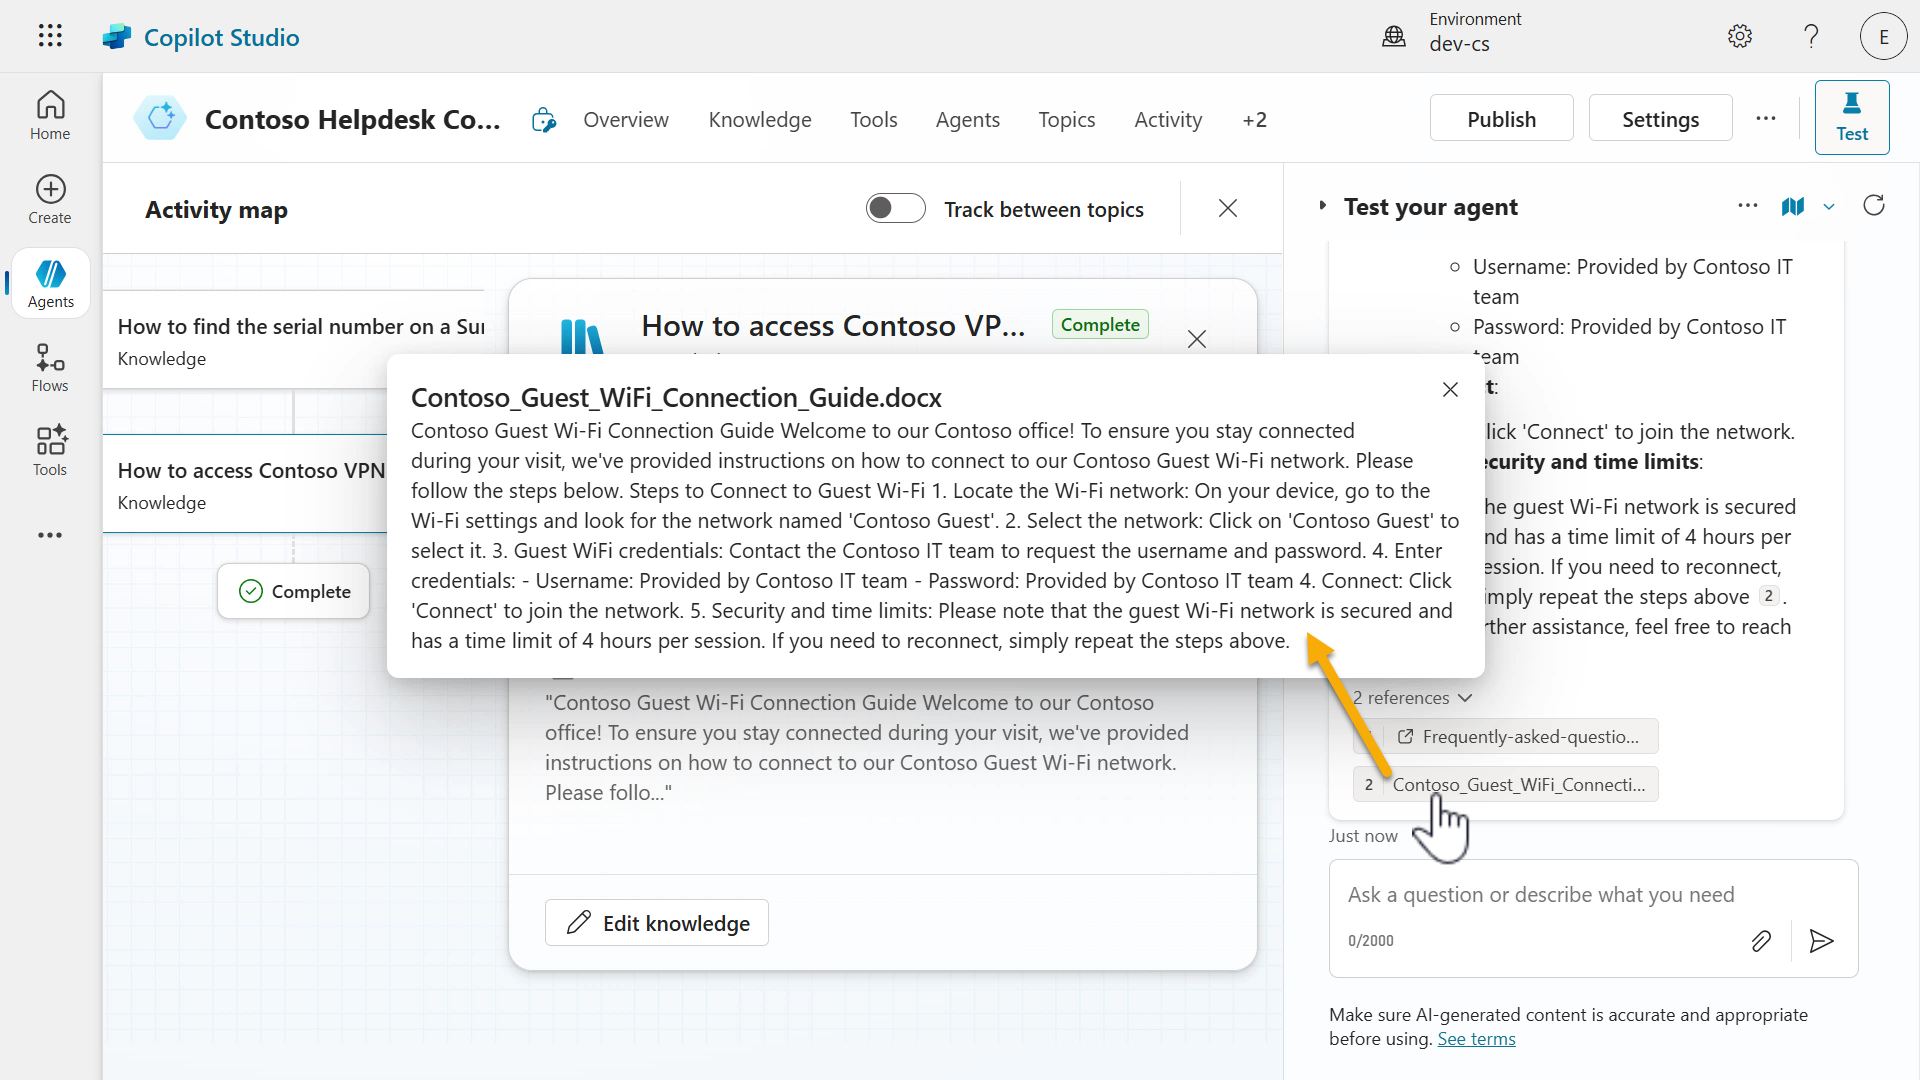 Copilot Studio
Environment
dev-cs
E
Home
Create
Agents
Flows
Tools
Contoso Helpdesk Co...
Overview
Knowledge
Tools
Agents
Topics
Activity
+2
Publish
Settings
Test
Activity map
Track between topics
How to find the serial number on a Su
Knowledge
How to access Contoso VPN
Knowledge
Complete
How to access Contoso VP...
Complete
Contoso_Guest_WiFi_Connection_Guide.docx
Contoso Guest Wi-Fi Connection Guide Welcome to our Contoso office! To ensure you stay connected
during your visit, we've provided instructions on how to connect to our Contoso Guest Wi-Fi network. Please
follow the steps below. Steps to Connect to Guest Wi-Fi 1. Locate the Wi-Fi network: On your device, go to the
Wi-Fi settings and look for the network named 'Contoso Guest'. 2. Select the network: Click on 'Contoso Guest' to
select it. 3. Guest WiFi credentials: Contact the Contoso IT team to request the username and password. 4. Enter
credentials: - Username: Provided by Contoso IT team - Password: Provided by Contoso IT team 4. Connect: Click
'Connect' to join the network. 5. Security and time limits: Please note that the guest Wi-Fi network is secured and
has a time limit of 4 hours per session. If you need to reconnect, simply repeat the steps above.
"Contoso Guest Wi-Fi Connection Guide Welcome to our Contoso
office! To ensure you stay connected during your visit, we've provided
instructions on how to connect to our Contoso Guest Wi-Fi network.
Please follo..."
Edit knowledge
Test your agent
Username: Provided by Contoso IT
team
Password: Provided by Contoso IT
team
t:
lick 'Connect' to join the network.
ecurity and time limits:
he guest Wi-Fi network is secured
nd has a time limit of 4 hours per
ession. If you need to reconnect,
imply repeat the steps above 2 .
rther assistance, feel free to reach
2 references
Frequently-asked-questio...
2 Contoso_Guest_WiFi_Connecti...
Just now
Ask a question or describe what you need
0/2000
Make sure AI-generated content is accurate and appropriate
before using. See terms